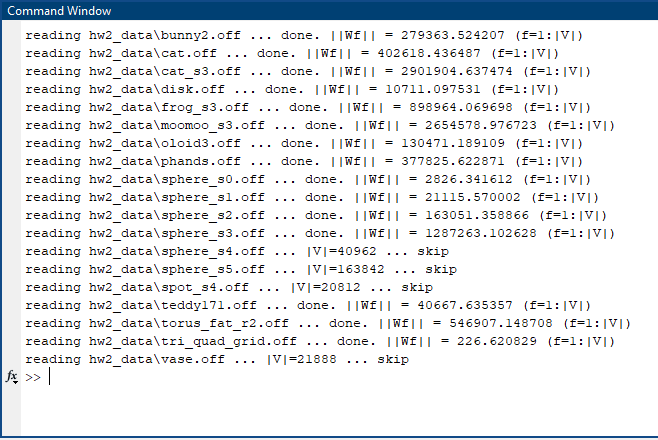 Command Window
reading hw2_data\bunny2.off ... done. ||Wf|| = 279363.524207 (f=1:|V|)
reading hw2_data\cat.off ... done. ||Wf|| = 402618.436487 (f=1:|V|)
reading hw2_data\cat_s3.off ... done. ||Wf|| = 2901904.637474 (f=1:|V|)
reading hw2_data\disk.off ... done. ||Wf|| = 10711.097531 (f=1:|V|)
reading hw2_data\frog_s3.off ... done. ||Wf|| = 898964.069698 (f=1:|V|)
reading hw2_data\moomoo_s3.off ... done. ||Wf|| = 2654578.976723 (f=1:|V|)
reading hw2_data\oloid3.off ... done. ||Wf|| = 130471.189109 (f=1:|V|)
reading hw2_data\phands.off ... done. ||Wf|| = 377825.622871 (f=1:|V|)
reading hw2_data\sphere_s0.off ... done. ||Wf|| = 2826.341612 (f=1:|V|)
reading hw2_data\sphere_s1.off ... done. ||Wf|| = 21115.570002 (f=1:|V|)
reading hw2_data\sphere_s2.off ... done. ||Wf|| = 163051.358866 (f=1:|V|)
reading hw2_data\sphere_s3.off ... done. ||Wf|| = 1287263.102628 (f=1:|V|)
reading hw2_data\sphere_s4.off ... |V|=40962 ... skip
reading hw2_data\sphere_s5.off ... |V|=163842 ... skip
reading hw2_data\spot_s4.off ... |V|=20812 ... skip
reading hw2_data\teddy171.off ... done. ||Wf|| = 40667.635357 (f=1:|V|)
reading hw2_data\torus_fat_r2.off ... done. ||Wf|| = 546907.148708 (f=1:|V|)
reading hw2_data\tri_quad_grid.off ... done. ||Wf|| = 226.620829 (f=1:|V|)
reading hw2_data\vase.off ... |V|=21888 ... skip
fx >>